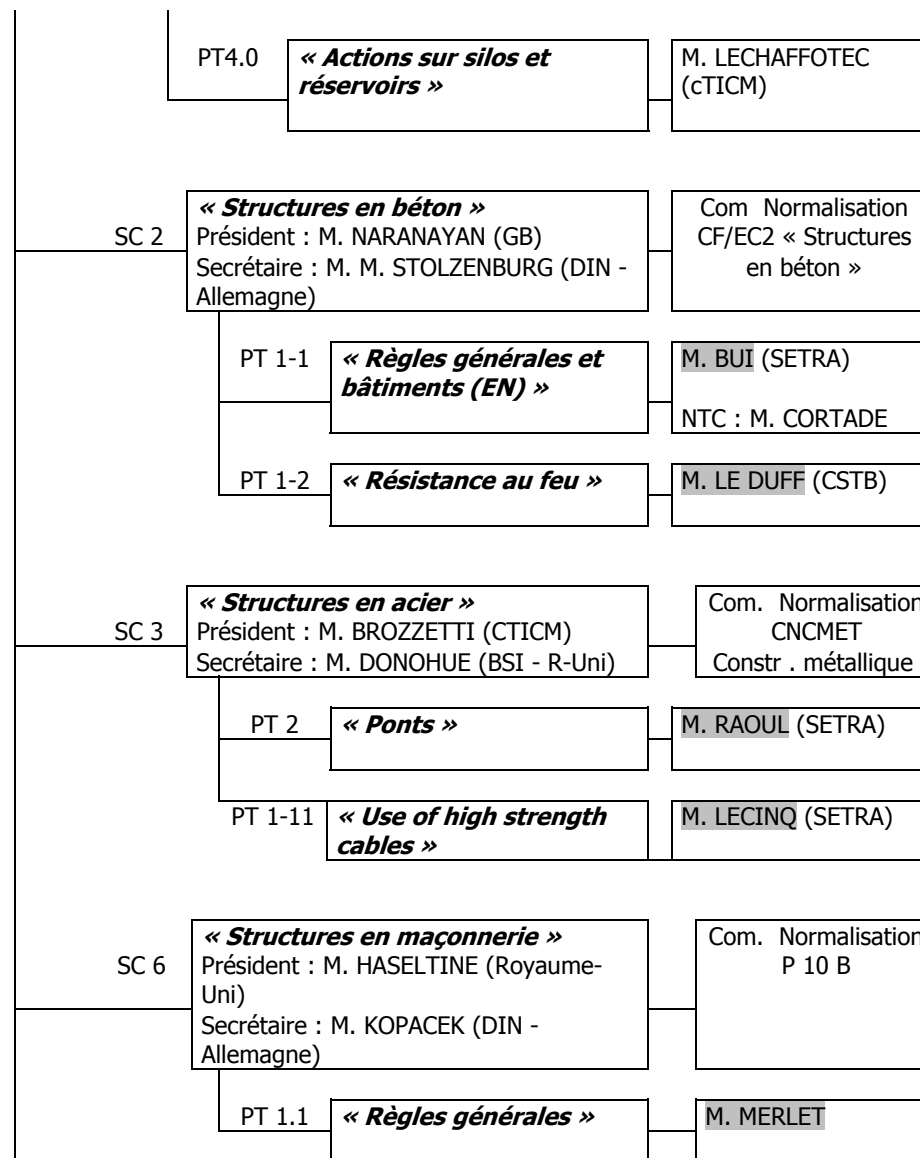 PT4.0
« Actions sur silos et
réservoirs »
M. LECHAFFOTEC
(cTICM)
SC 2
« Structures en béton »
Président : M. NARANAYAN (GB)
Secrétaire : M. M. STOLZENBURG (DIN -
Allemagne)
Com Normalisation
CF/EC2 « Structures
en béton »
PT 1-1
« Règles générales et
bâtiments (EN) »
M. BUI (SETRA)
NTC : M. CORTADE
PT 1-2
« Résistance au feu »
M. LE DUFF (CSTB)
SC 3
« Structures en acier »
Président : M. BROZZETTI (CTICM)
Secrétaire : M. DONOHUE (BSI - R-Uni)
Com. Normalisation
CNCMET
Constr . métallique
PT 2
« Ponts »
M. RAOUL (SETRA)
PT 1-11
« Use of high strength
cables »
M. LECINQ (SETRA)
SC 6
« Structures en maçonnerie »
Président : M. HASELTINE (Royaume-
Uni)
Secrétaire : M. KOPACEK (DIN -
Allemagne)
Com. Normalisation
P 10 B
PT 1.1
« Règles générales »
M. MERLET